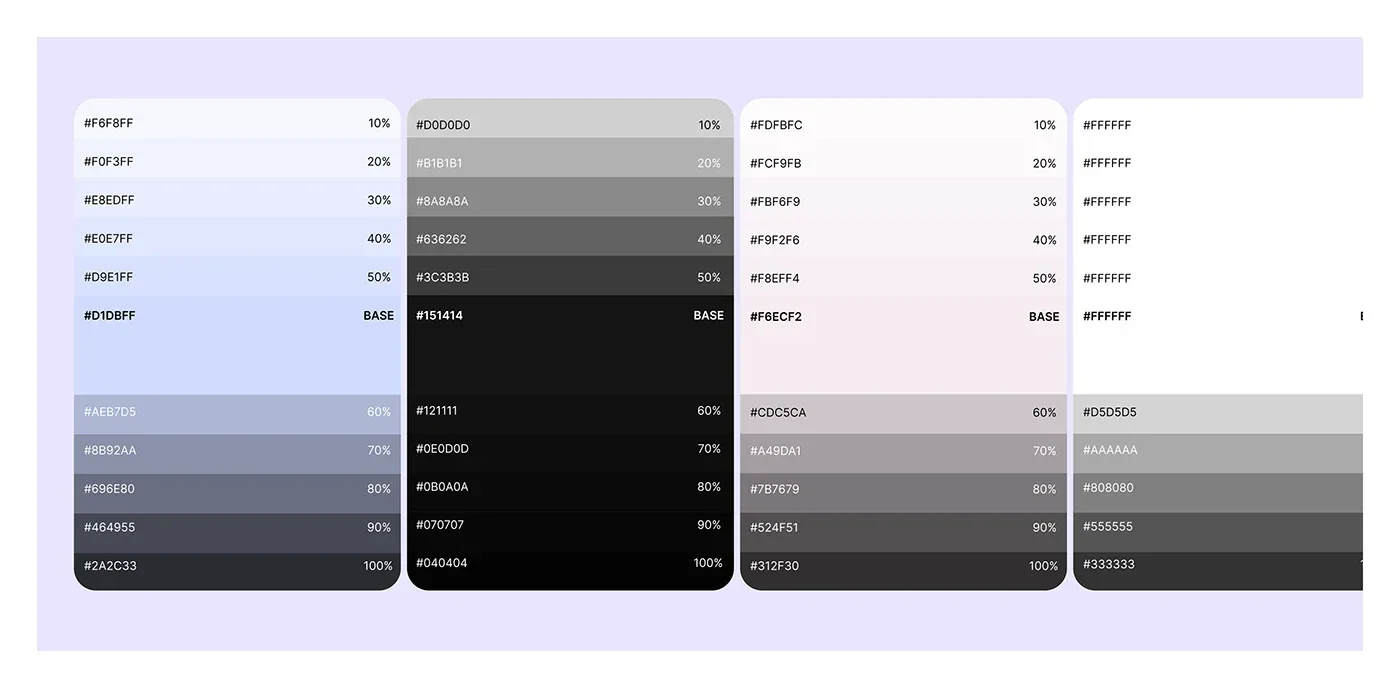 #F6F8FF 10%
#F0F3FF 20%
#E8EDFF 30%
#E0E7FF 40%
#D9E1FF 50%
#D1DBFF BASE
#AEB7D5 60%
#8B92AA 70%
#696E80 80%
#464955 90%
#2A2C33 100%
#D0D0D0 10%
#B1B1B1 20%
#8A8A8A 30%
#636262 40%
#3C3B3B 50%
#151414 BASE
#121111 60%
#0E0D0D 70%
#0B0A0A 80%
#070707 90%
#040404 100%
#FDFBFC 10%
#FCF9FB 20%
#FBF6F9 30%
#F9F2F6 40%
#F8EFF4 50%
#F6ECF2 BASE
#CDC5CA 60%
#A49DA1 70%
#7B7679 80%
#524F51 90%
#312F30 100%
#FFFFFF
#FFFFFF
#FFFFFF
#FFFFFF
#FFFFFF
#FFFFFF
#D5D5D5
#AAAAAA
#808080
#555555
#333333